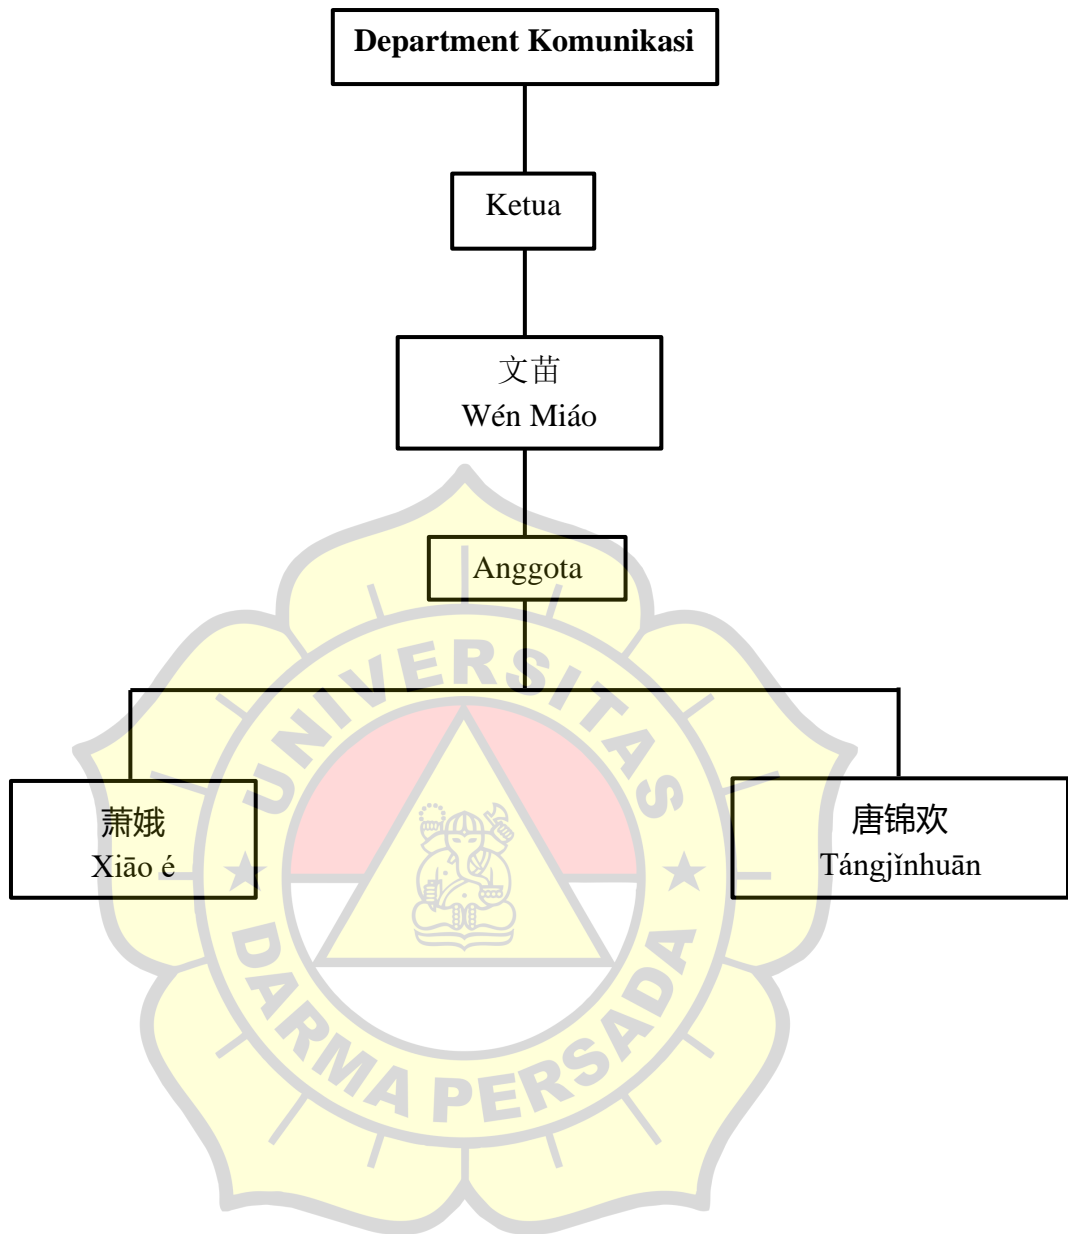 Department Komunikasi
Ketua
文苗
Wén Miáo
Anggota
萧娥
Xiāo é
唐锦欢
Tángjǐnhuān
UNIVERSITAS
DARMA PERSADA